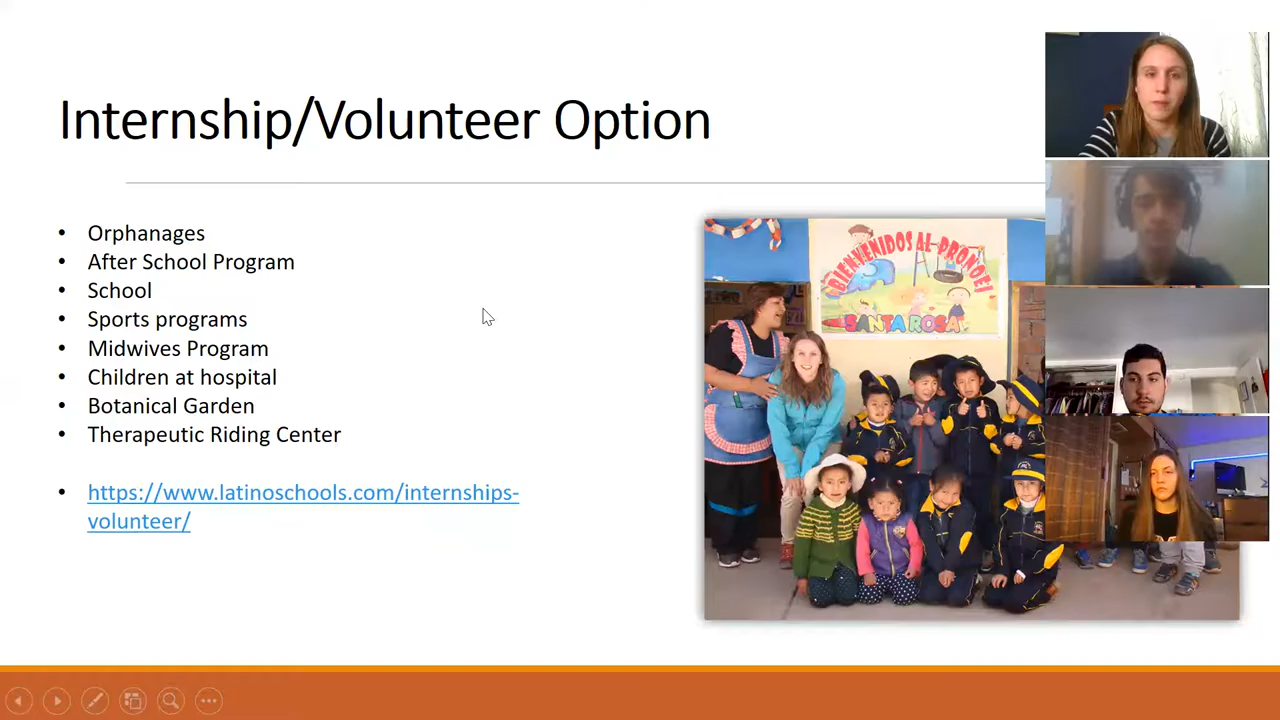 Internship/Volunteer Option
• Orphanages
• After School Program
• School
• Sports programs
• Midwives Program
• Children at hospital
• Botanical Garden
• Therapeutic Riding Center
• https://www.latinoschools.com/internships-
volunteer/
¡BIENVENIDOS AL PRONOEI
SANTA ROSA